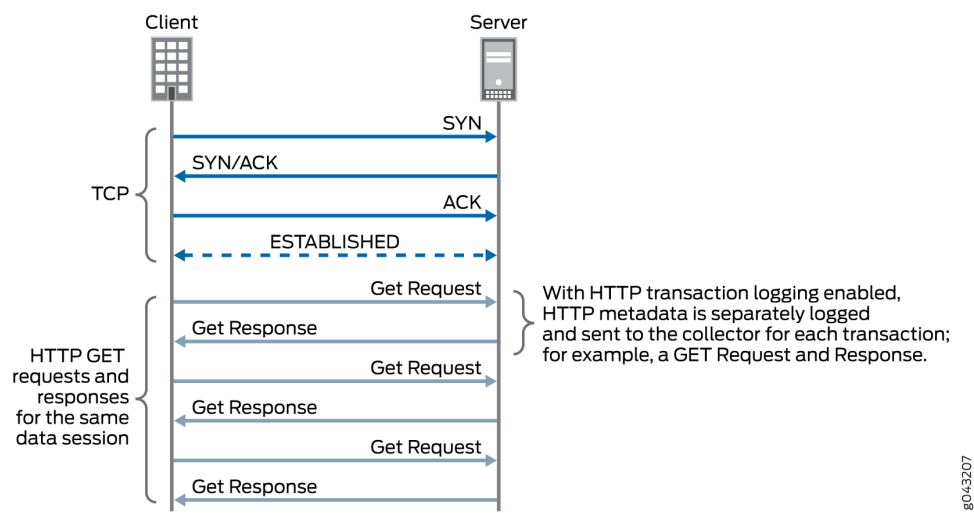 Client
Server
SYN
SYN/ACK
TCP
ACK
ESTABLISHED
Get Request
With HTTP transaction logging enabled,
HTTP metadata is separately logged
and sent to the collector for each transaction;
for example, a GET Request and Response.
Get Response
HTTP GET
requests and
responses
for the same
data session
Get Request
Get Response
Get Request
Get Response
g043207